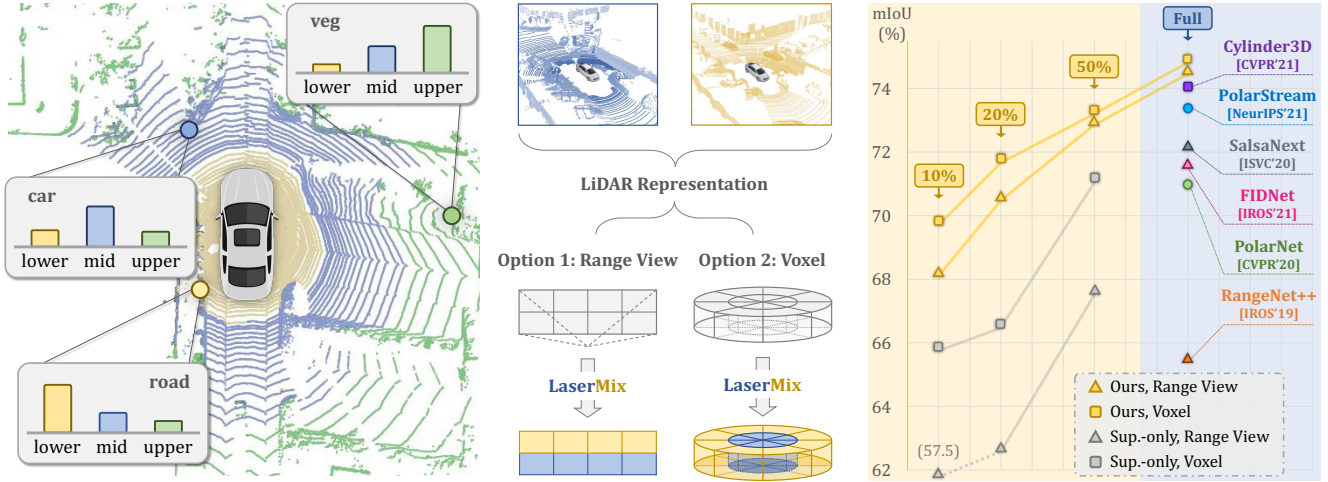 veg
lower mid upper
car
lower mid upper
road
lower mid upper
LiDAR Representation
Option 1: Range View
Option 2: Voxel
LaserMix
LaserMix
mIoU
(%)
74
72
70
68
66
64
62
10%
20%
50%
Full
(57.5)
Cylinder3D
[CVPR'21]
PolarStream
[NeurIPS'21]
SalsaNext
[ISVC'20]
FIDNet
[IROS'21]
PolarNet
[CVPR'20]
RangeNet++
[IROS'19]
Ours, Range View
Ours, Voxel
Sup.-only, Range View
Sup.-only, Voxel